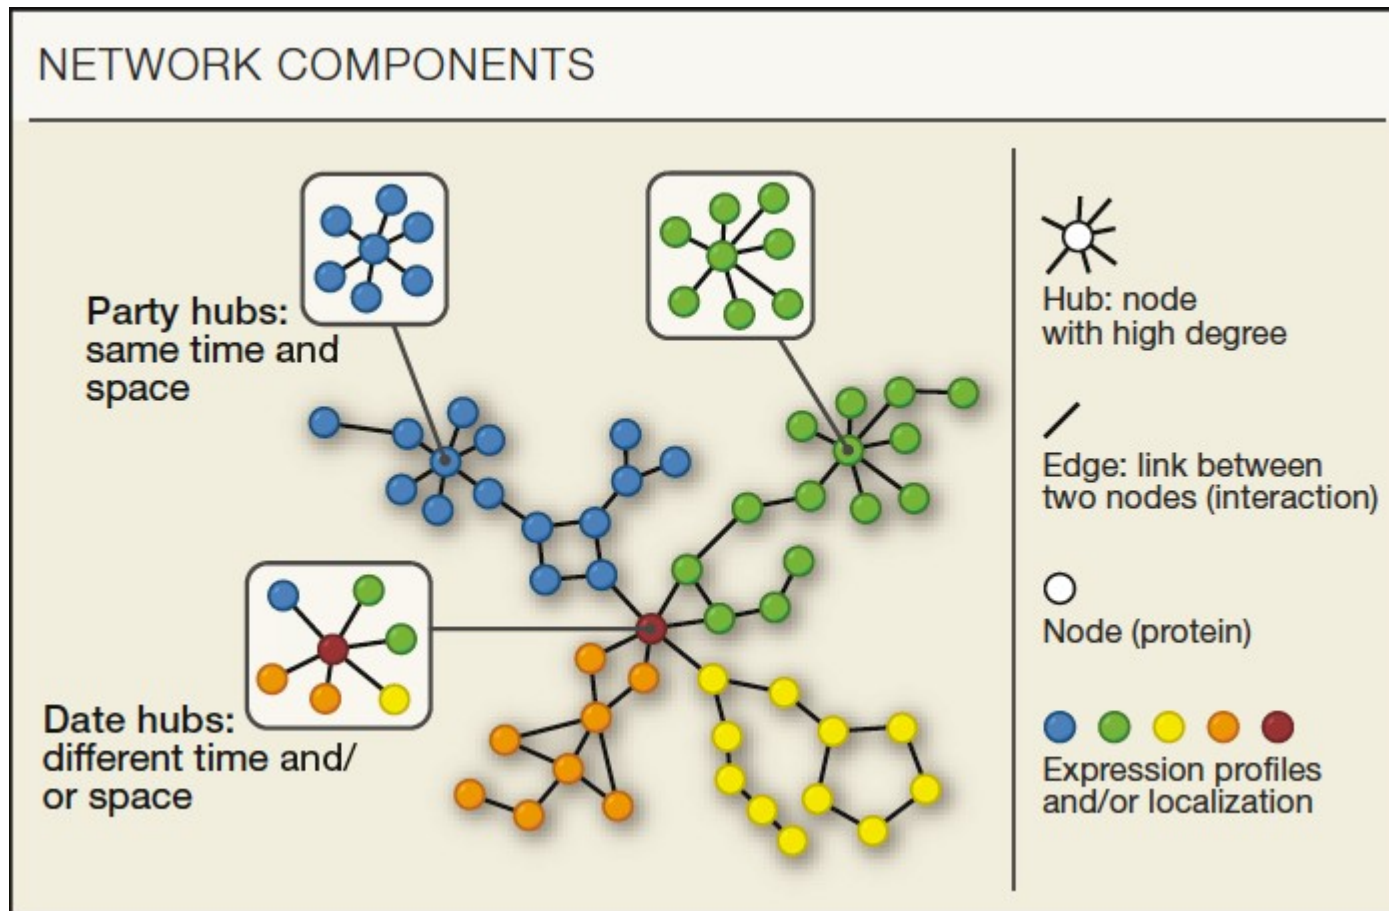 NETWORK COMPONENTS
Party hubs:
same time and
space
Date hubs:
different time and/
or space
Hub: node
with high degree
Edge: link between
two nodes (interaction)
Node (protein)
Expression profiles
and/or localization